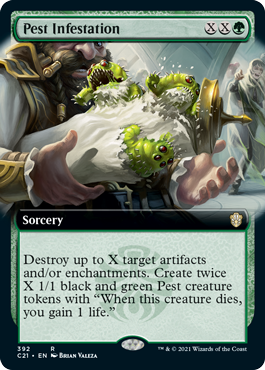 Pest Infestation XX
Sorcery
Destroy up to X target artifacts
and/or enchantments. Create twice
X 1/1 black and green Pest creature
tokens with “When this creature dies,
you gain 1 life.”
392 R
C21 • EN Brian Valeza ™ & © 2021 Wizards of the Coast